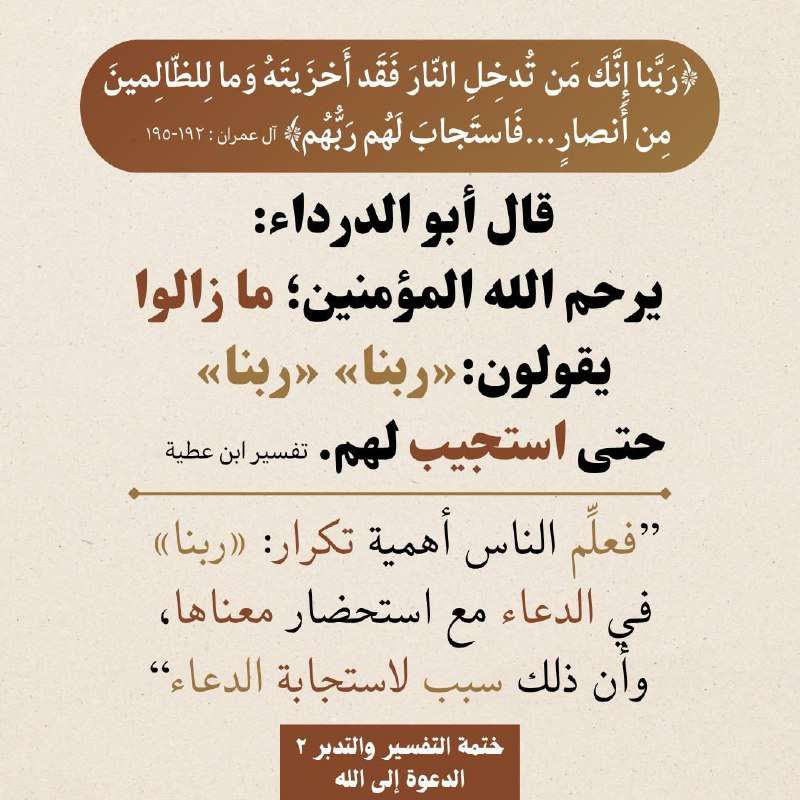 ﴿رَبَّنا إِنَّكَ مَن تُدخِلِ النّارَ فَقَد أَخزَيتَهُ وَما لِلظّالِمينَ
مِن أَنصارٍ...فَاستَجابَ لَهُم رَبُّهُم﴾ آل عمران : ١٩٢-١٩٥
قال أبو الدرداء:
يرحم الله المؤمنين؛ ما زالوا
يقولون: «ربنا» «ربنا»
حتى استجيب لهم. تفسير ابن عطية
”فعلِّم الناس أهمية تكرار: «ربنا»
في الدعاء مع استحضار معناها،
وأن ذلك سبب لاستجابة الدعاء“
ختمة التفسير والتدبر ٢
الدعوة إلى الله